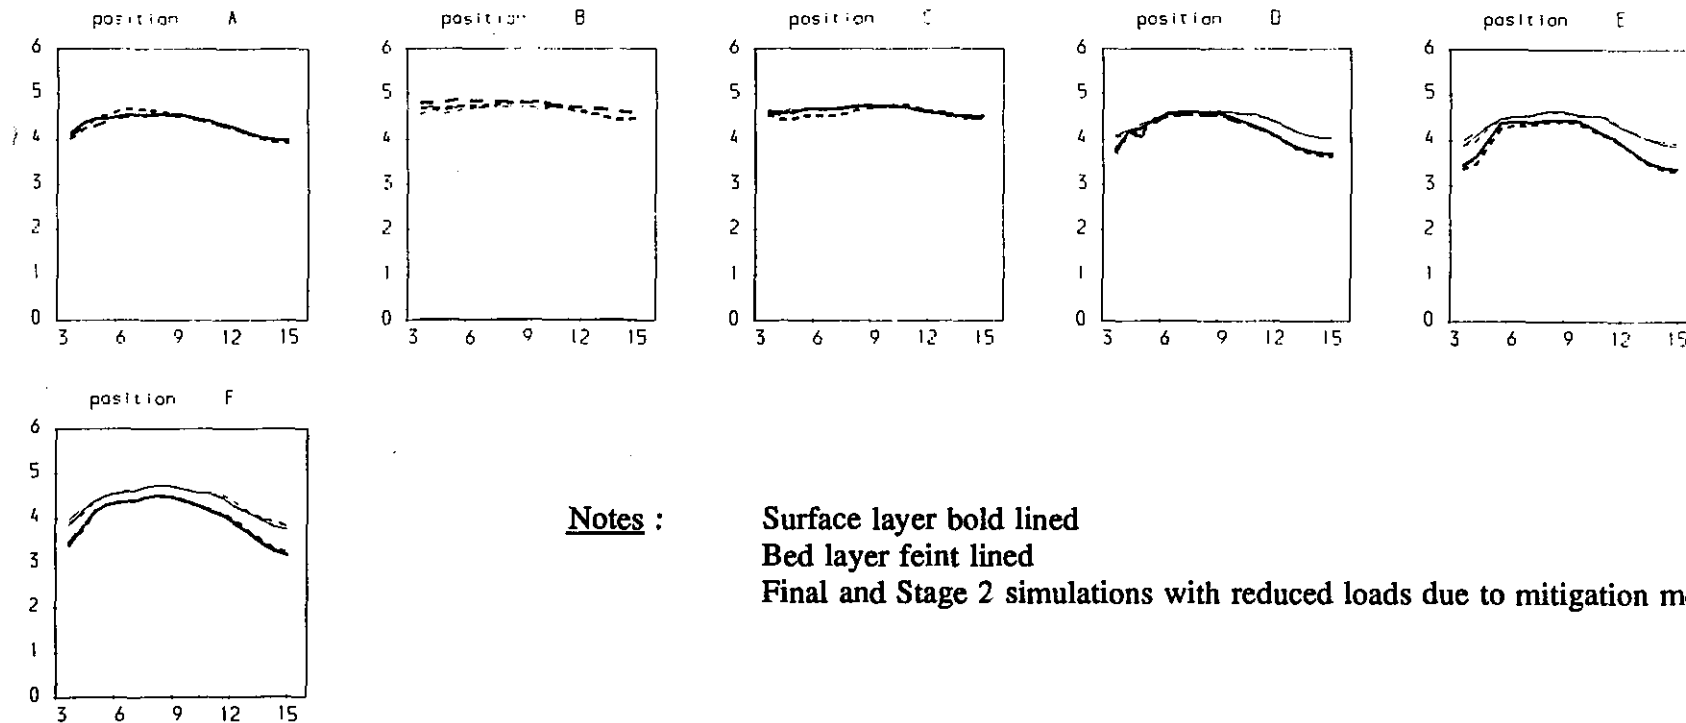 position A
position B
position C
position D
position E
6 6 6 6 6
5 5 5 5 5
4 4 4 4 4
3 3 3 3 3
2 2 2 2 2
1 1 1 1 1
0 0 0 0 0
3 6 9 12 15 3 6 9 12 15 3 6 9 12 15 3 6 9 12 15 3 6 9 12 15
position F
6
5
4
3
2
1
0
3 6 9 12 15
Notes :
Surface layer bold lined
Bed layer feint lined
Final and Stage 2 simulations with reduced loads due to mitigation